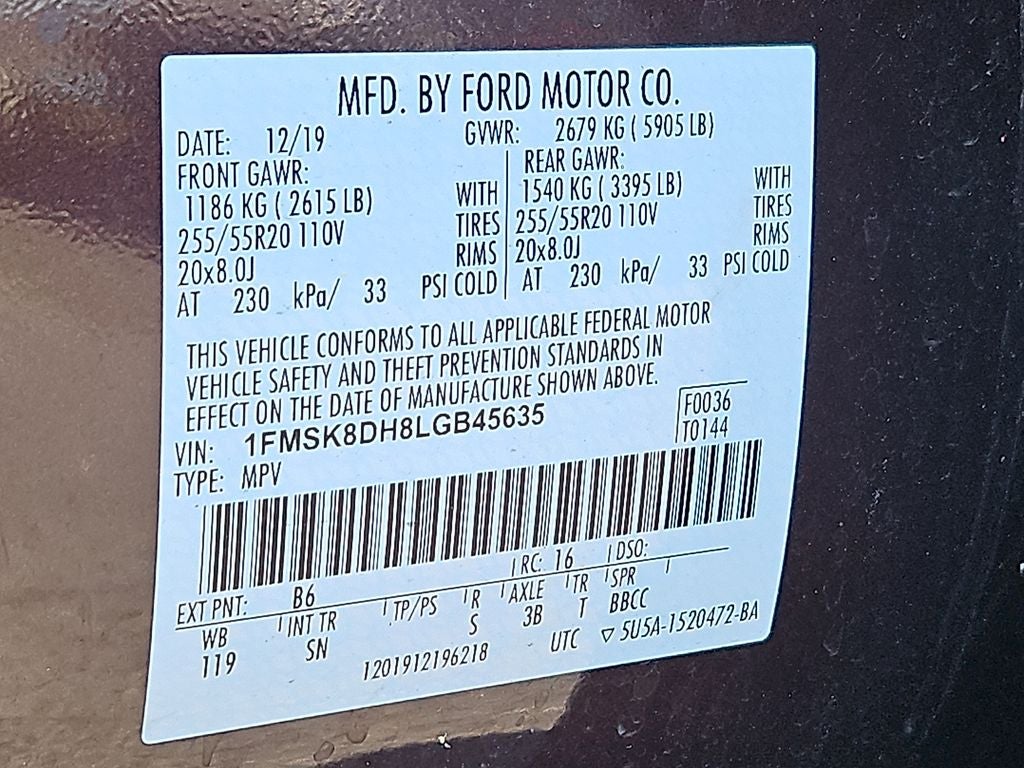 MFD. BY FORD MOTOR CO.
DATE: 12/19 GVWR: 2679 KG ( 5905 LB)
FRONT GAWR: REAR GAWR:
1186 KG ( 2615 LB) WITH 1540 KG ( 3395 LB) WITH
255/55R20 110V TIRES 255/55R20 110V TIRES
20x8.0J RIMS 20x8.0J RIMS
AT 230 kPa/ 33 PSI COLD AT 230 kPa/ 33 PSI COLD
THIS VEHICLE CONFORMS TO ALL APPLICABLE FEDERAL MOTOR
VEHICLE SAFETY AND THEFT PREVENTION STANDARDS IN
EFFECT ON THE DATE OF MANUFACTURE SHOWN ABOVE.
VIN: 1FMSK8DH8LGB45635 F0036
TYPE: MPV T0144
EXT PNT: B6 RC: 16 DSO:
WB INT TR TP/PS R AXLE TR SPR
119 SN S 3B T BBCC
1201912196218 UTC ▽ 5U5A-1520472-BA